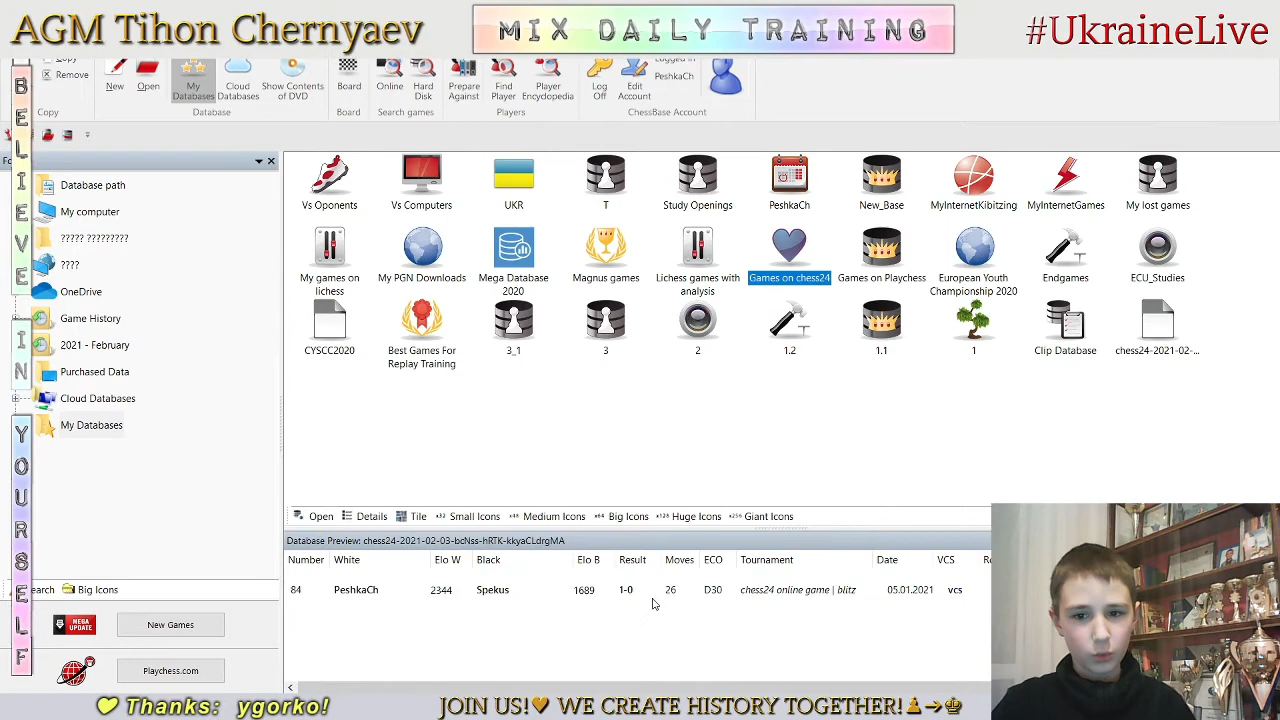 AGM Tihon Chernyaev
MIX DAILY TRAINING
#UkraineLive
BELIEVE
IN
YOURSELF
Remove
Copy
New
Open
My Databases
Cloud Databases
Show Contents of DVD
Database
Board
Board
Online
Hard Disk
Search games
Prepare Against
Find Player
Player Encyclopedia
Players
Log Off
Edit Account
PeshkaCh
ChessBase Account
Database path
My computer
????? ?????????
????
OneDrive
Game History
2021 - February
Purchased Data
Cloud Databases
My Databases
Big Icons
MEGA UPDATE
New Games
Playchess.com
Vs Oponents
Vs Computers
UKR
T
Study Openings
PeshkaCh
New_Base
MyInternetKibitzing
MyInternetGames
My lost games
My games on lichess
My PGN Downloads
Mega Database 2020
Magnus games
Lichess games with analysis
Games on chess24
Games on Playchess
European Youth Championship 2020
Endgames
ECU_Studies
CYSCC2020
Best Games For Replay Training
3_1
3
2
1.2
1.1
1
Clip Database
chess24-2021-02-...
Open Details Tile x32 Small Icons x48 Medium Icons x64 Big Icons x128 Huge Icons x256 Giant Icons
Database Preview: chess24-2021-02-03-bcNss-hRTK-kkyaCLdrgMA
Number White Elo W Black Elo B Result Moves ECO Tournament Date VCS
84 PeshkaCh 2344 Spekus 1689 1-0 26 D30 chess24 online game | blitz 05.01.2021 vcs
Thanks: ygorko!
JOIN US! WE CREATE HISTORY TOGETHER!